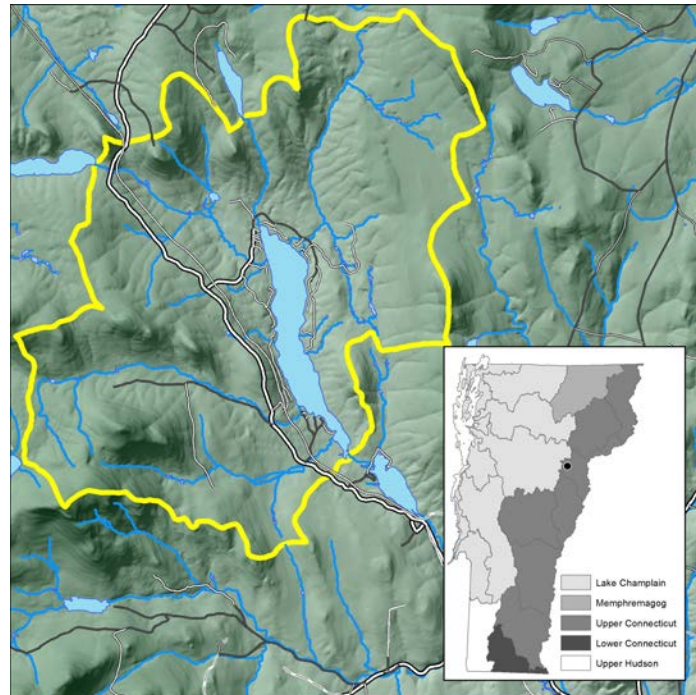 Lake Champlain
Memphremagog
Upper Connecticut
Lower Connecticut
Upper Hudson